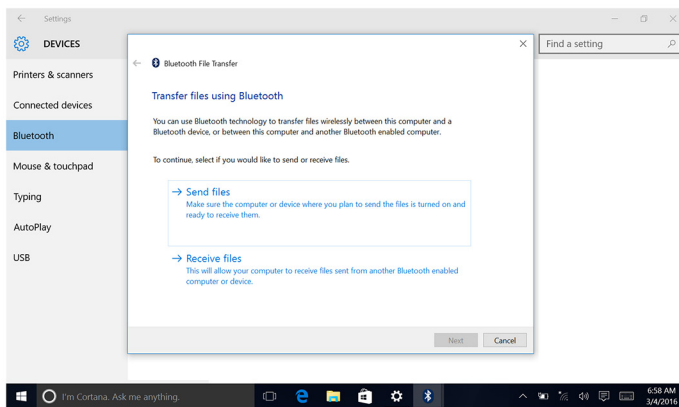 Settings
DEVICES
Find a setting
Printers & scanners
Connected devices
Bluetooth
Mouse & touchpad
Typing
AutoPlay
USB
Bluetooth File Transfer
Transfer files using Bluetooth
You can use Bluetooth technology to transfer files wirelessly between this computer and a
Bluetooth device, or between this computer and another Bluetooth enabled computer.
To continue, select if you would like to send or receive files.
Send files
Make sure the computer or device where you plan to send the files is turned on and
ready to receive them.
Receive files
This will allow your computer to receive files sent from another Bluetooth enabled
computer or device.
Next
Cancel
I'm Cortana. Ask me anything.
6:58 AM
3/4/2016